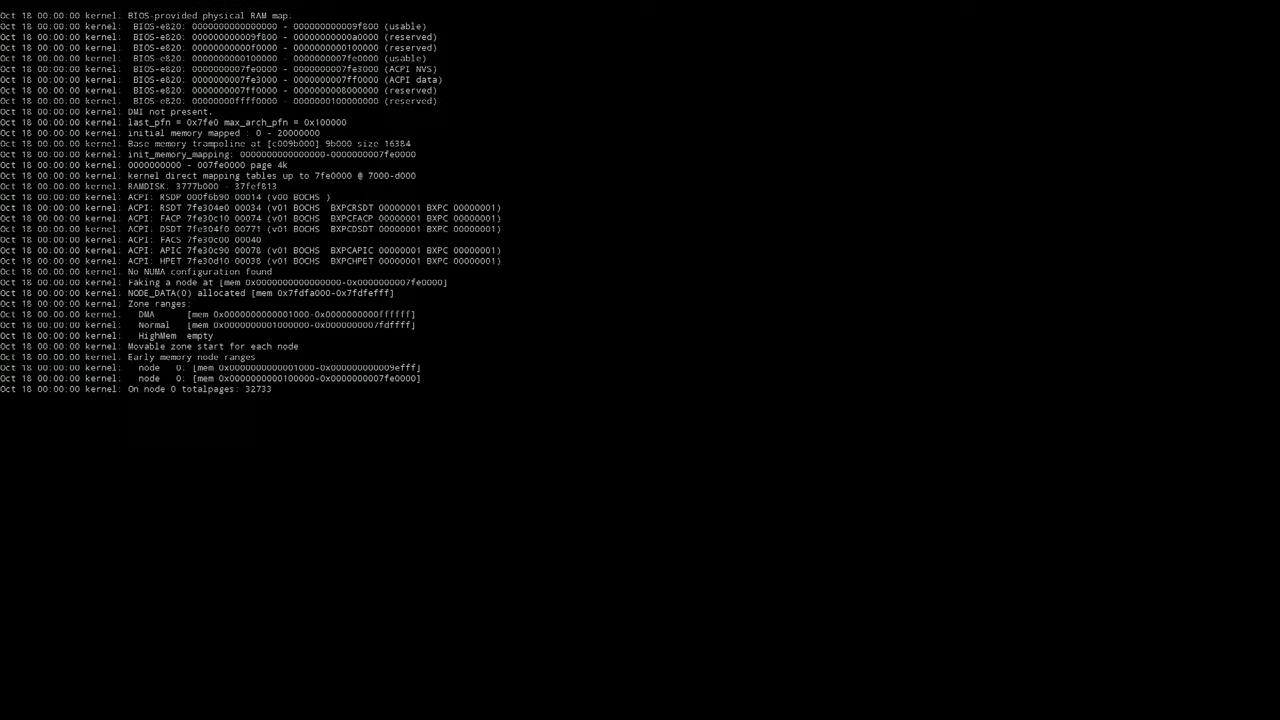 Oct 18 00:00:00 kernel: BIOS-provided physical RAM map:
Oct 18 00:00:00 kernel:  BIOS-e820: 0000000000000000 - 000000000009f800 (usable)
Oct 18 00:00:00 kernel:  BIOS-e820: 000000000009f800 - 00000000000a0000 (reserved)
Oct 18 00:00:00 kernel:  BIOS-e820: 00000000000f0000 - 0000000000100000 (reserved)
Oct 18 00:00:00 kernel:  BIOS-e820: 0000000000100000 - 0000000007fe0000 (usable)
Oct 18 00:00:00 kernel:  BIOS-e820: 0000000007fe0000 - 0000000007fe3000 (ACPI NVS)
Oct 18 00:00:00 kernel:  BIOS-e820: 0000000007fe3000 - 0000000007ff0000 (ACPI data)
Oct 18 00:00:00 kernel:  BIOS-e820: 0000000007ff0000 - 0000000008000000 (reserved)
Oct 18 00:00:00 kernel:  BIOS-e820: 00000000ffff0000 - 0000000100000000 (reserved)
Oct 18 00:00:00 kernel: DMI not present.
Oct 18 00:00:00 kernel: last_pfn = 0x7fe0 max_arch_pfn = 0x100000
Oct 18 00:00:00 kernel: initial memory mapped : 0 - 20000000
Oct 18 00:00:00 kernel: Base memory trampoline at [c009b000] 9b000 size 16384
Oct 18 00:00:00 kernel: init_memory_mapping: 0000000000000000-0000000007fe0000
Oct 18 00:00:00 kernel: 0000000000 - 007fe0000 page 4k
Oct 18 00:00:00 kernel: kernel direct mapping tables up to 7fe0000 @ 7000-d000
Oct 18 00:00:00 kernel: RAMDISK: 3777b000 - 37fef813
Oct 18 00:00:00 kernel: ACPI: RSDP 000f6b90 00014 (v00 BOCHS )
Oct 18 00:00:00 kernel: ACPI: RSDT 7fe304e0 00034 (v01 BOCHS  BXPCRSDT 00000001 BXPC 00000001)
Oct 18 00:00:00 kernel: ACPI: FACP 7fe30c10 00074 (v01 BOCHS  BXPCFACP 00000001 BXPC 00000001)
Oct 18 00:00:00 kernel: ACPI: DSDT 7fe304f0 00771 (v01 BOCHS  BXPCDSDT 00000001 BXPC 00000001)
Oct 18 00:00:00 kernel: ACPI: FACS 7fe30c00 00040
Oct 18 00:00:00 kernel: ACPI: APIC 7fe30c90 00078 (v01 BOCHS  BXPCAPIC 00000001 BXPC 00000001)
Oct 18 00:00:00 kernel: ACPI: HPET 7fe30d10 00038 (v01 BOCHS  BXPCHPET 00000001 BXPC 00000001)
Oct 18 00:00:00 kernel: No NUMA configuration found
Oct 18 00:00:00 kernel: Faking a node at [mem 0x0000000000000000-0x0000000007fe0000]
Oct 18 00:00:00 kernel: NODE_DATA(0) allocated [mem 0x7fdfa000-0x7fdfefff]
Oct 18 00:00:00 kernel: Zone ranges:
Oct 18 00:00:00 kernel:   DMA      [mem 0x0000000000001000-0x0000000000ffffff]
Oct 18 00:00:00 kernel:   Normal   [mem 0x0000000001000000-0x0000000007fdffff]
Oct 18 00:00:00 kernel:   HighMem  empty
Oct 18 00:00:00 kernel: Movable zone start for each node
Oct 18 00:00:00 kernel: Early memory node ranges
Oct 18 00:00:00 kernel:   node   0: [mem 0x0000000000001000-0x000000000009efff]
Oct 18 00:00:00 kernel:   node   0: [mem 0x0000000000100000-0x0000000007fe0000]
Oct 18 00:00:00 kernel: On node 0 totalpages: 32733